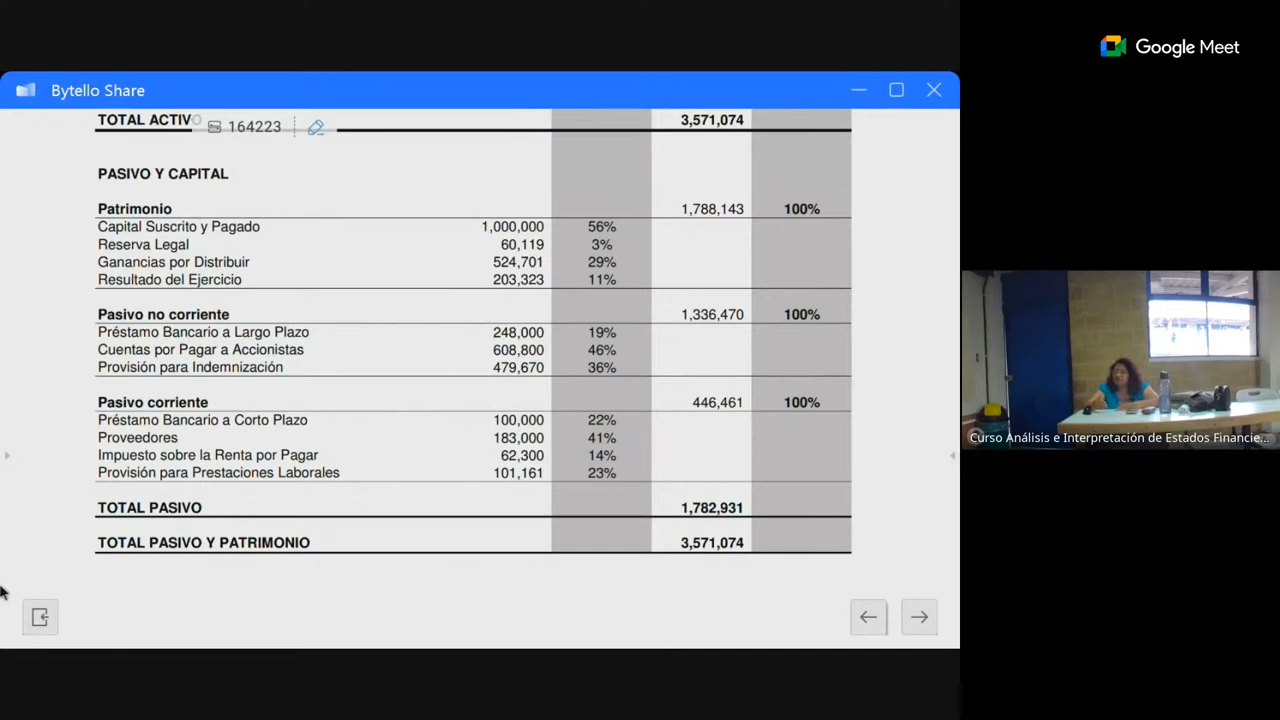 Google Meet
Bytello Share
TOTAL ACTIVO 3,571,074
164223
PASIVO Y CAPITAL
Patrimonio 1,788,143 100%
Capital Suscrito y Pagado 1,000,000 56%
Reserva Legal 60,119 3%
Ganancias por Distribuir 524,701 29%
Resultado del Ejercicio 203,323 11%
Pasivo no corriente 1,336,470 100%
Préstamo Bancario a Largo Plazo 248,000 19%
Cuentas por Pagar a Accionistas 608,800 46%
Provisión para Indemnización 479,670 36%
Pasivo corriente 446,461 100%
Préstamo Bancario a Corto Plazo 100,000 22%
Proveedores 183,000 41%
Impuesto sobre la Renta por Pagar 62,300 14%
Provisión para Prestaciones Laborales 101,161 23%
TOTAL PASIVO 1,782,931
TOTAL PASIVO Y PATRIMONIO 3,571,074
Curso Análisis e Interpretación de Estados Financie...